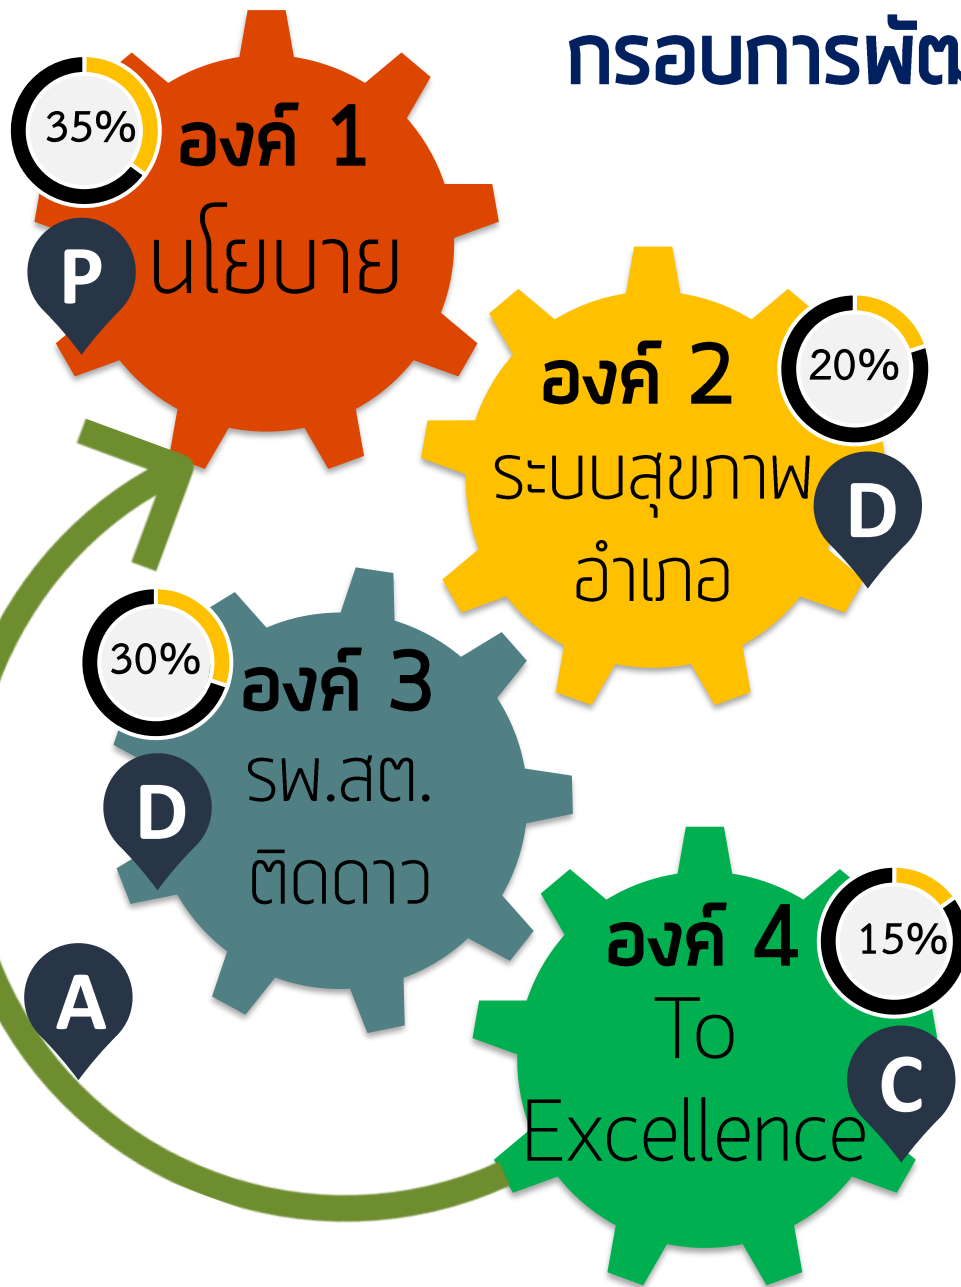 กรอบการพัฒ
35%
องค์ 1
นโยบาย
P
องค์ 2
20%
ระบบสุขภาพ
อำเภอ
D
30%
องค์ 3
รพ.สต.
ติดดาว
D
องค์ 4
15%
To
Excellence
C
A